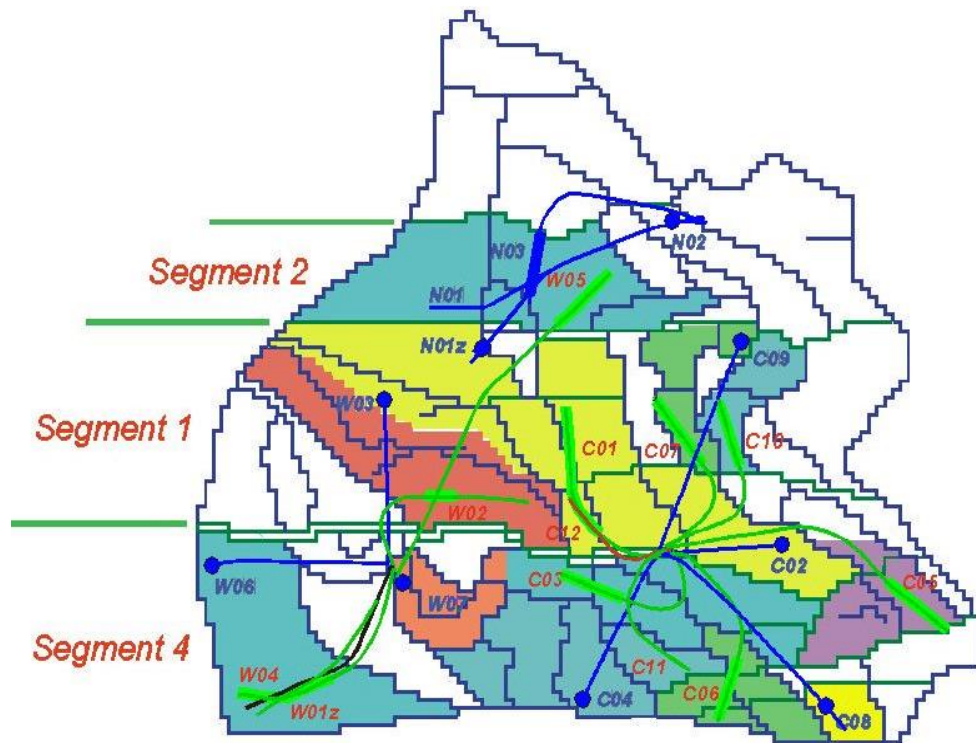 N03
N02
Segment 2
W05
N01
N01z
C09
W03
Segment 1
C01
C07
C10
W02
C12
C02
W06
C03
W07
C05
Segment 4
C11
W04
C06
W01z
C04
C08